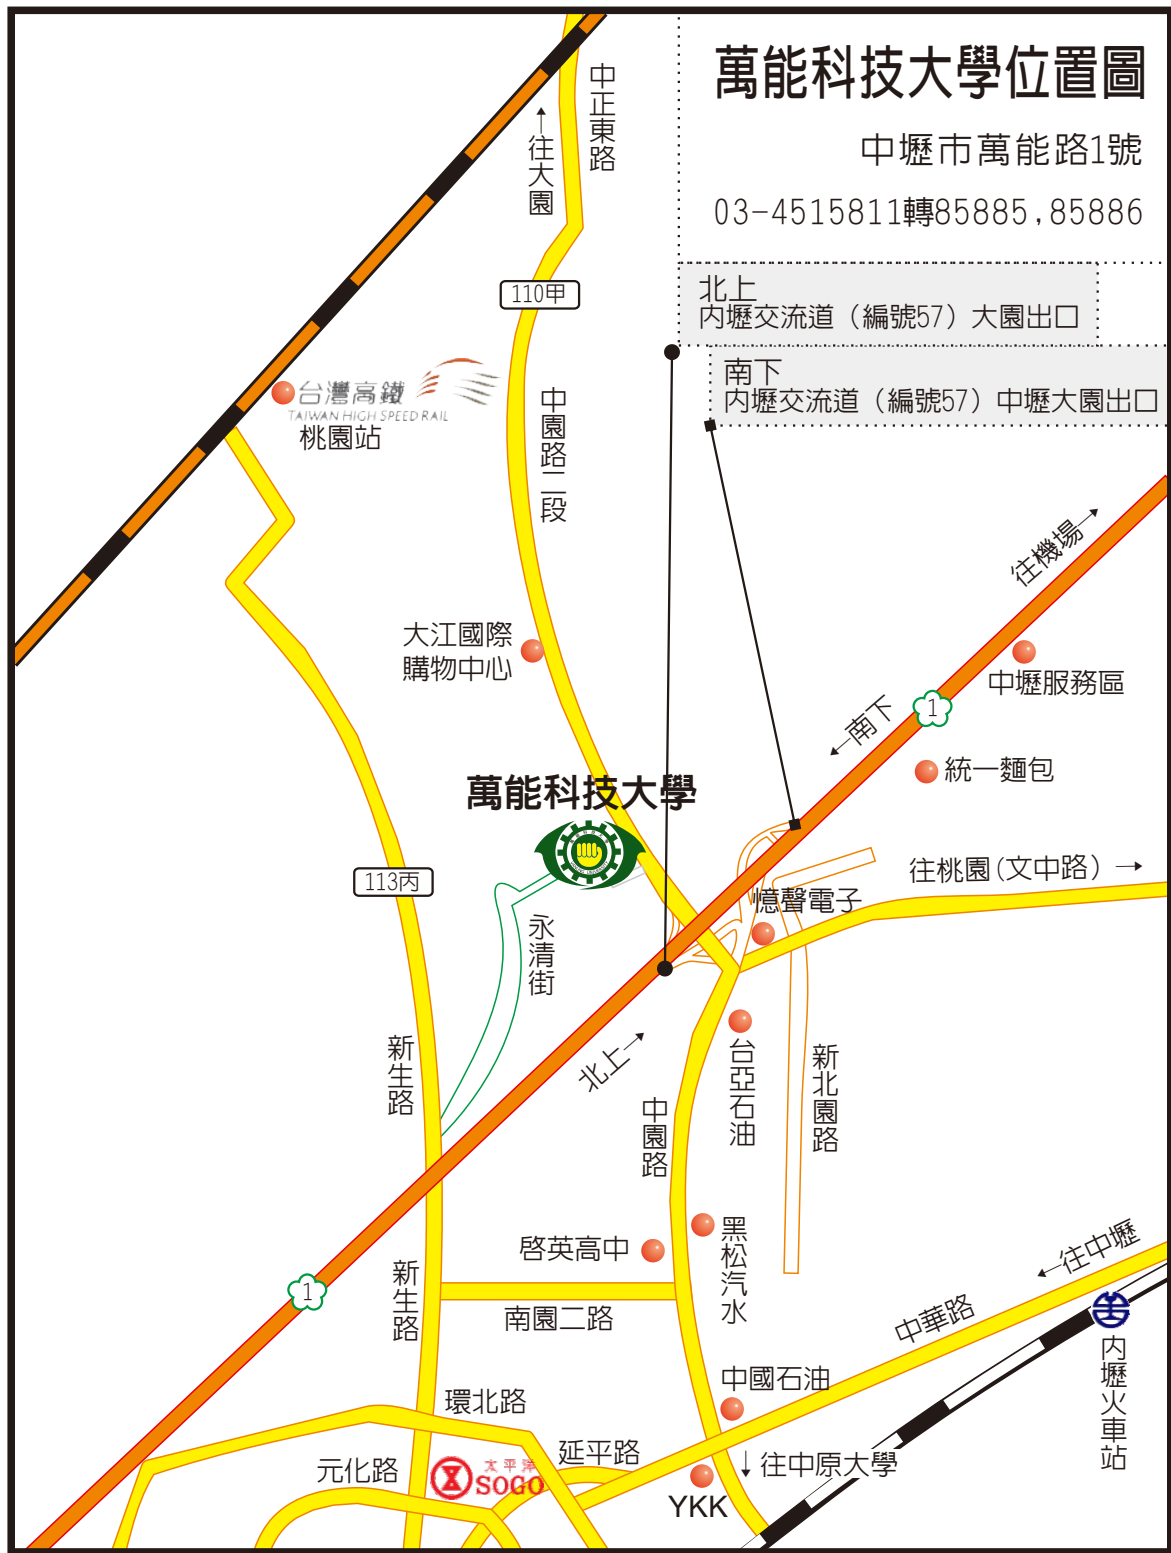 萬能科技大學位置圖
中壢市萬能路1號
03-4515811轉85885,85886
中正東路
↑往大園
110甲
北上
內壢交流道（編號57）大園出口
南下
內壢交流道（編號57）中壢大園出口
台灣高鐵
TAIWAN HIGH SPEED RAIL
桃園站
中園路二段
往機場→
大江國際
購物中心
中壢服務區
1
←南下
統一麵包
萬能科技大學
往桃園(文中路) →
113丙
憶聲電子
永清街
新生路
北上→
台亞石油
新北園路
中園路
黑松汽水
啓英高中
←往中壢
1
新生路
南園二路
中華路
內壢火車站
中國石油
環北路
延平路
元化路
太平洋
SOGO
↓往中原大學
YKK